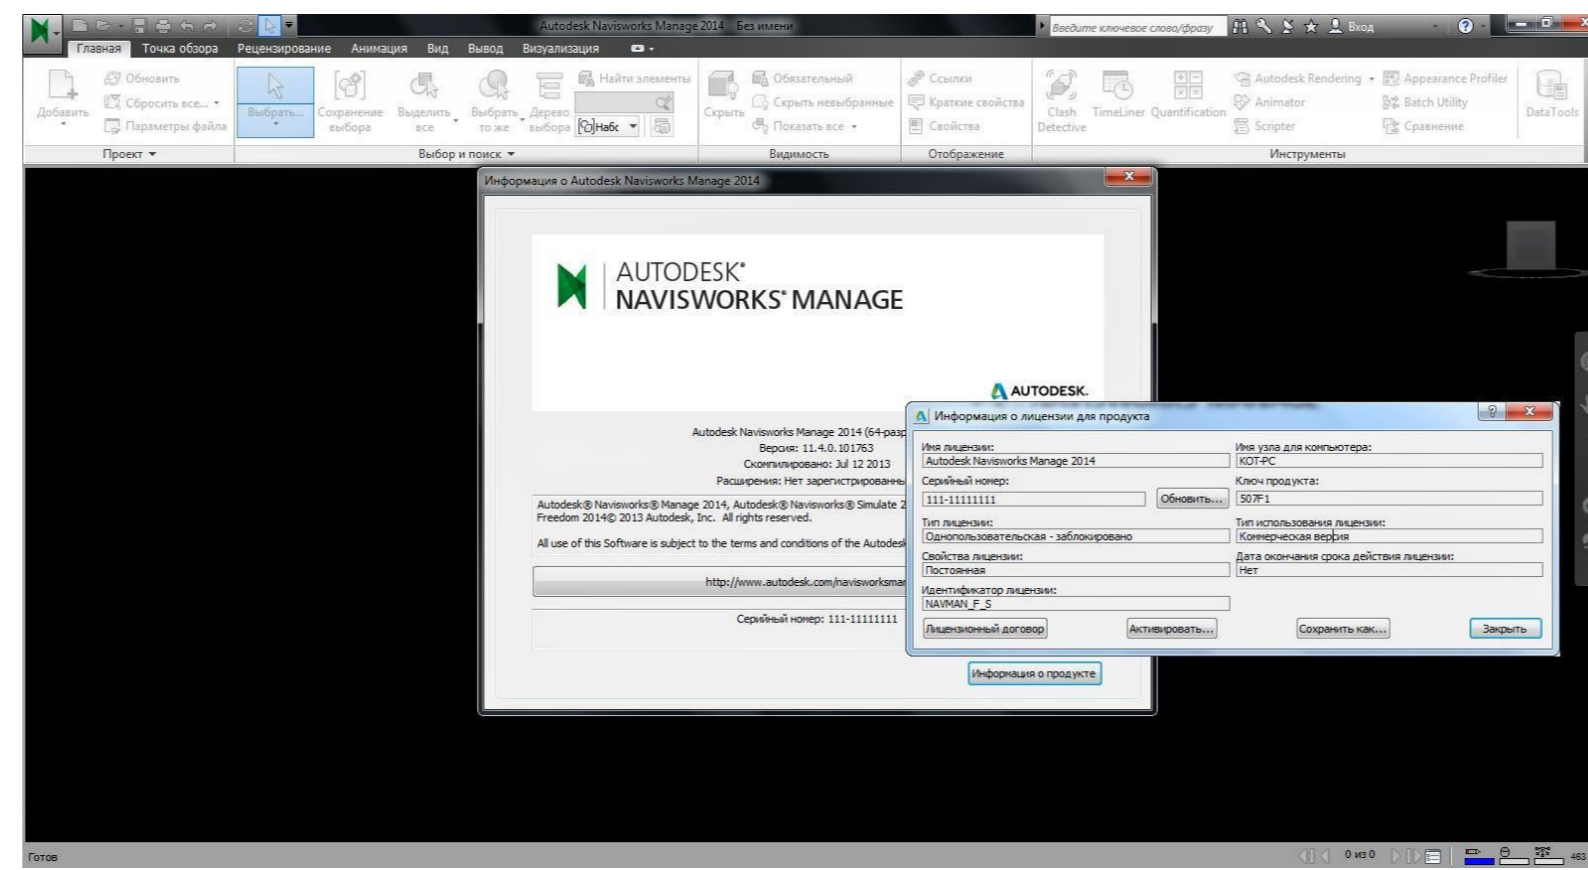 Autodesk Navisworks Manage 2014 Без имени
Введите ключевое слово/фразу
Вход
Главная Точка обзора Рецензирование Анимация Вид Вывод Визуализация
Добавить
Обновить
Сбросить все...
Параметры файла
Проект
Выбрать...
Сохранение выбора
Выделить все
Выбрать то же
Дерево выбора
Найти элементы
Набс
Выбор и поиск
Скрыть
Обязательный
Скрыть невыбранные
Показать все
Видимость
Ссылки
Краткие свойства
Свойства
Отображение
Clash Detective
TimeLiner
Quantification
Autodesk Rendering
Animator
Scripter
Appearance Profiler
Batch Utility
Сравнение
DataTools
Инструменты
Информация о Autodesk Navisworks Manage 2014
AUTODESK®
NAVISWORKS® MANAGE
AUTODESK.
Autodesk Navisworks Manage 2014 (64-разр
Версия: 11.4.0.101763
Скомпилировано: Jul 12 2013
Расширения: Нет зарегистрированны
Autodesk® Navisworks® Manage 2014, Autodesk® Navisworks® Simulate 2
Freedom 2014© 2013 Autodesk, Inc. All rights reserved.
All use of this Software is subject to the terms and conditions of the Autodesk
http://www.autodesk.com/navisworksmar
Серийный номер: 111-11111111
Информация о продукте
Информация о лицензии для продукта
Имя лицензии:
Autodesk Navisworks Manage 2014
Имя узла для компьютера:
KOT-PC
Серийный номер:
111-11111111
Обновить...
Ключ продукта:
507F1
Тип лицензии:
Однопользовательская - заблокировано
Тип использования лицензии:
Коммерческая версия
Свойства лицензии:
Постоянная
Дата окончания срока действия лицензии:
Нет
Идентификатор лицензии:
NAVMAN_F_S
Лицензионный договор
Активировать...
Сохранить как...
Закрыть
Готов
0 из 0
463